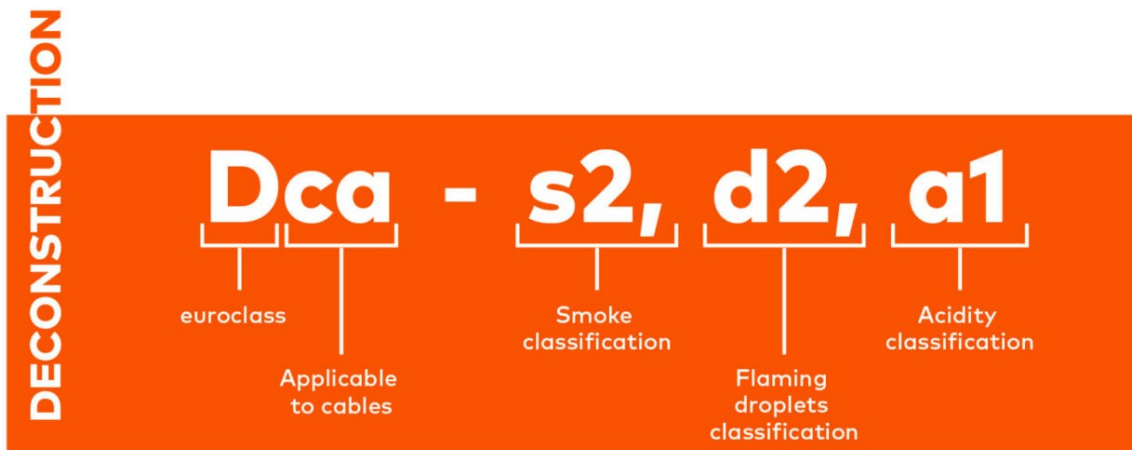 DECONSTRUCTION
Dca - s2, d2, a1
euroclass
Applicable
to cables
Smoke
classification
Flaming
droplets
classification
Acidity
classification